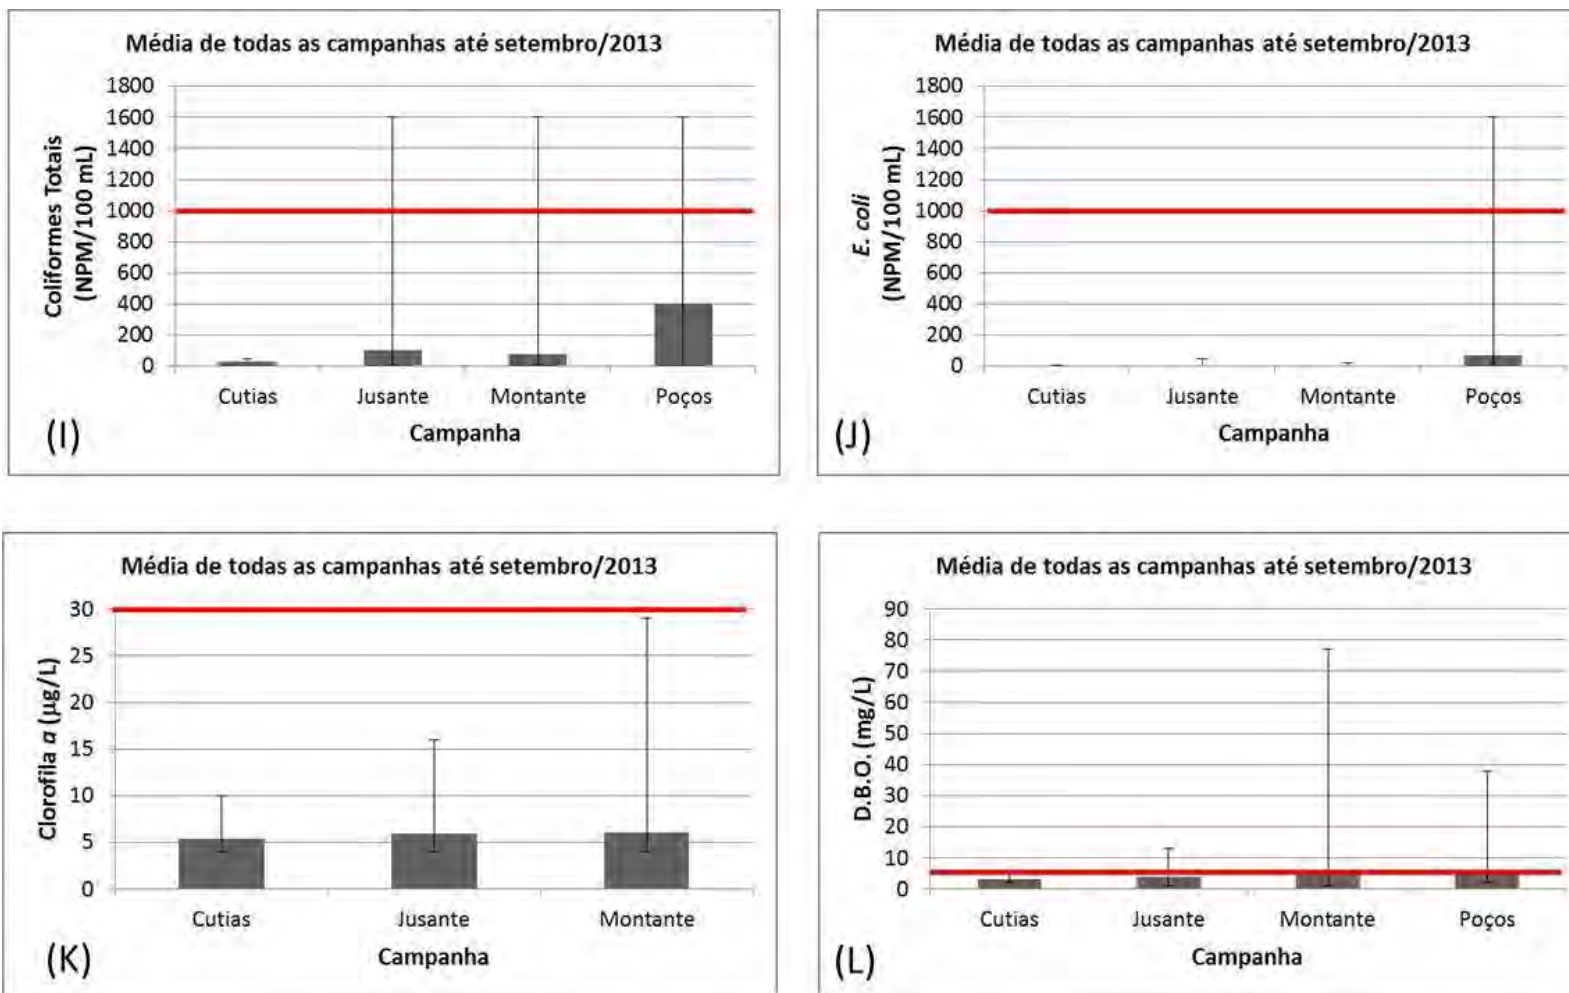 Média de todas as campanhas até setembro/2013
Coliformes Totais
(NPM/100 mL)
1800
1600
1400
1200
1000
800
600
400
200
0
Cutias Jusante Montante Poços
Campanha
(I)
Média de todas as campanhas até setembro/2013
E. coli
(NPM/100 mL)
1800
1600
1400
1200
1000
800
600
400
200
0
Cutias Jusante Montante Poços
Campanha
(J)
Média de todas as campanhas até setembro/2013
Clorofila a (µg/L)
30
25
20
15
10
5
0
Cutias Jusante Montante
Campanha
(K)
Média de todas as campanhas até setembro/2013
D.B.O. (mg/L)
90
80
70
60
50
40
30
20
10
0
Cutias Jusante Montante Poços
Campanha
(L)